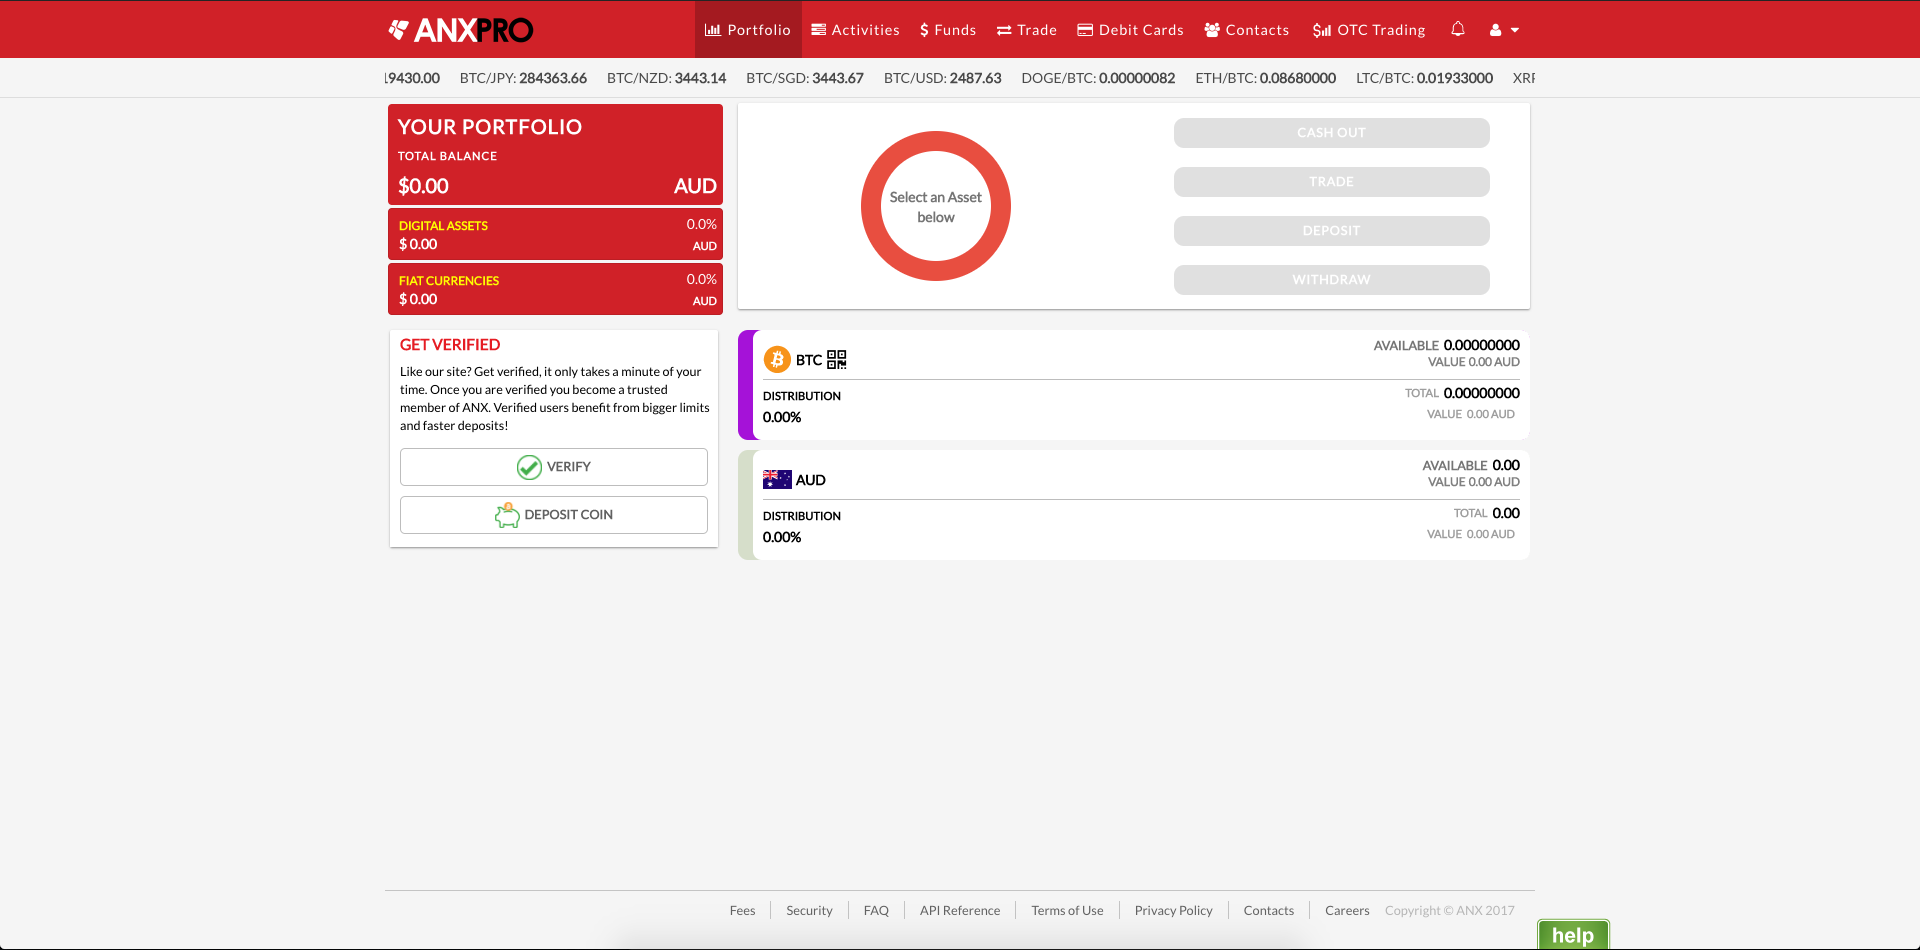 ANXPRO
Portfolio Activities Funds Trade Debit Cards Contacts OTC Trading
19430.00 BTC/JPY: 284363.66 BTC/NZD: 3443.14 BTC/SGD: 3443.67 BTC/USD: 2487.63 DOGE/BTC: 0.00000082 ETH/BTC: 0.08680000 LTC/BTC: 0.01933000 XRP
YOUR PORTFOLIO
TOTAL BALANCE
$0.00 AUD
DIGITAL ASSETS 0.0%
$ 0.00 AUD
FIAT CURRENCIES 0.0%
$ 0.00 AUD
GET VERIFIED
Like our site? Get verified, it only takes a minute of your
time. Once you are verified you become a trusted
member of ANX. Verified users benefit from bigger limits
and faster deposits!
VERIFY
DEPOSIT COIN
Select an Asset
below
CASH OUT
TRADE
DEPOSIT
WITHDRAW
BTC
AVAILABLE 0.00000000
VALUE 0.00 AUD
DISTRIBUTION
0.00%
TOTAL 0.00000000
VALUE 0.00 AUD
AUD
AVAILABLE 0.00
VALUE 0.00 AUD
DISTRIBUTION
0.00%
TOTAL 0.00
VALUE 0.00 AUD
Fees Security FAQ API Reference Terms of Use Privacy Policy Contacts Careers Copyright © ANX 2017
help